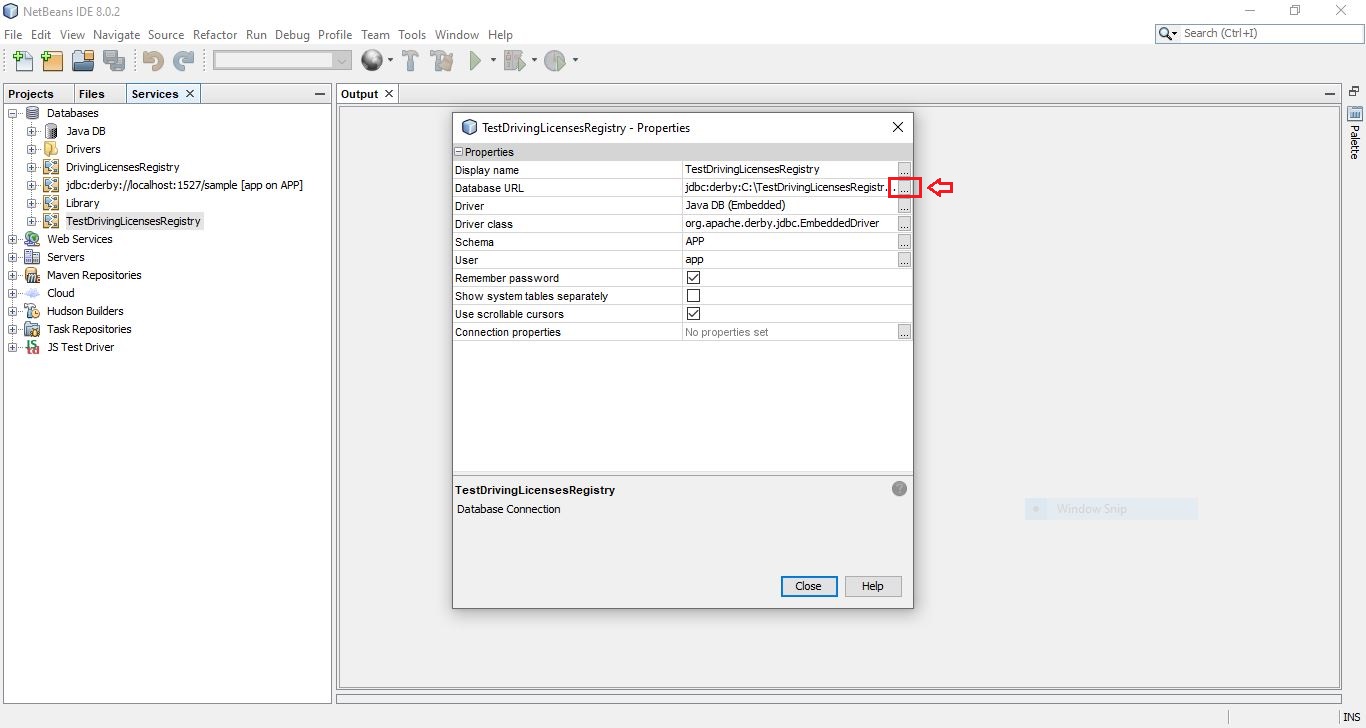 NetBeans IDE 8.0.2
File Edit View Navigate Source Refactor Run Debug Profile Team Tools Window Help
Search (Ctrl+I)
Projects Files Services
Databases
Java DB
Drivers
DrivingLicensesRegistry
jdbc:derby://localhost:1527/sample [app on APP]
Library
TestDrivingLicensesRegistry
Web Services
Servers
Maven Repositories
Cloud
Hudson Builders
Task Repositories
JS Test Driver
Output
TestDrivingLicensesRegistry - Properties
Properties
Display name TestDrivingLicensesRegistry ...
Database URL jdbc:derby:C:\TestDrivingLicensesRegistr... ...
Driver Java DB (Embedded) ...
Driver class org.apache.derby.jdbc.EmbeddedDriver ...
Schema APP ...
User app ...
Remember password
Show system tables separately
Use scrollable cursors
Connection properties No properties set ...
TestDrivingLicensesRegistry
Database Connection
Close Help
Window Snip
Palette
INS